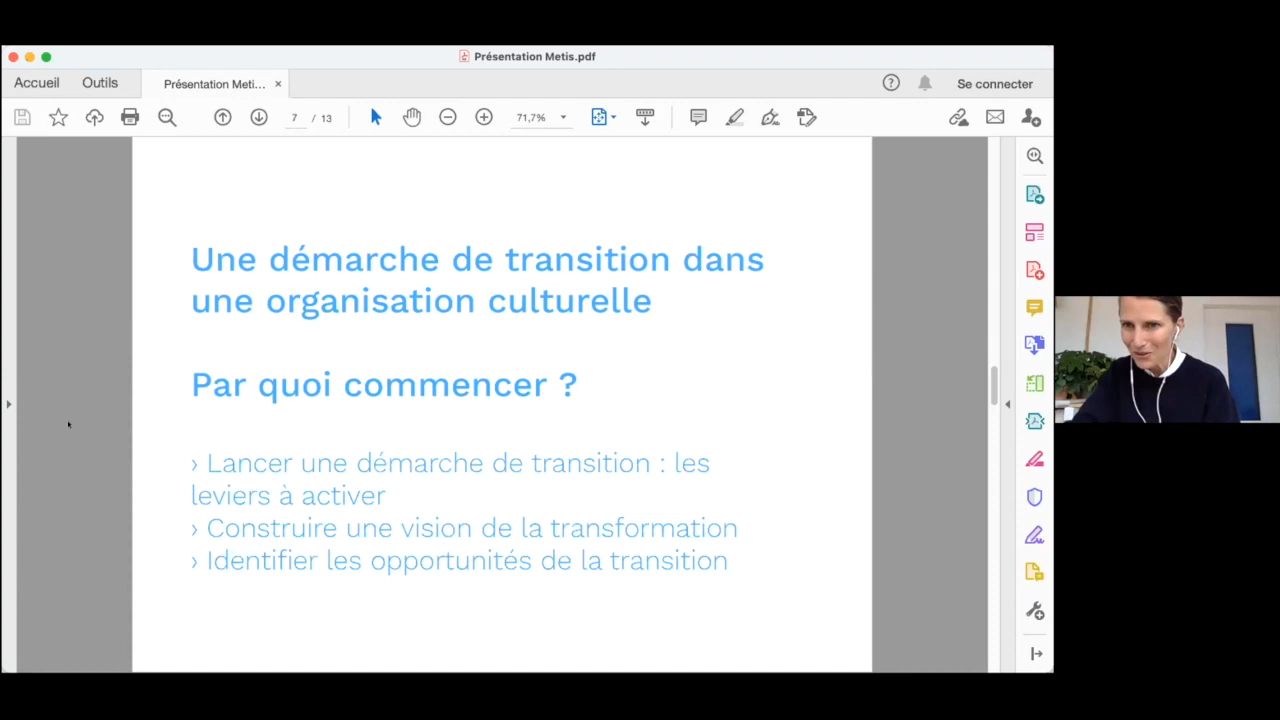 Présentation Metis.pdf
Accueil
Outils
Présentation Meti...
Se connecter
7 / 13
71,7%
Une démarche de transition dans
une organisation culturelle
Par quoi commencer ?
› Lancer une démarche de transition : les
leviers à activer
› Construire une vision de la transformation
› Identifier les opportunités de la transition